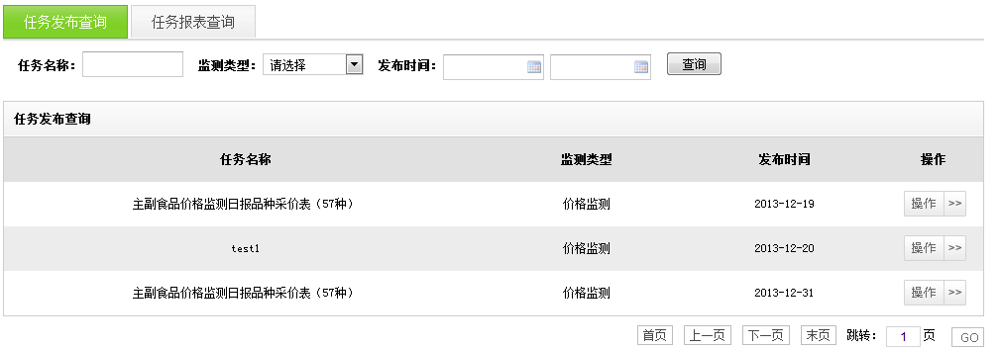 任务发布查询 任务报表查询
任务名称： 监测类型： 请选择 发布时间： 查询
任务发布查询
任务名称 监测类型 发布时间 操作
主副食品价格监测日报品种采价表（57种） 价格监测 2013-12-19 操作 >>
test1 价格监测 2013-12-20 操作 >>
主副食品价格监测日报品种采价表（57种） 价格监测 2013-12-31 操作 >>
首页 上一页 下一页 末页 跳转： 1 页 GO